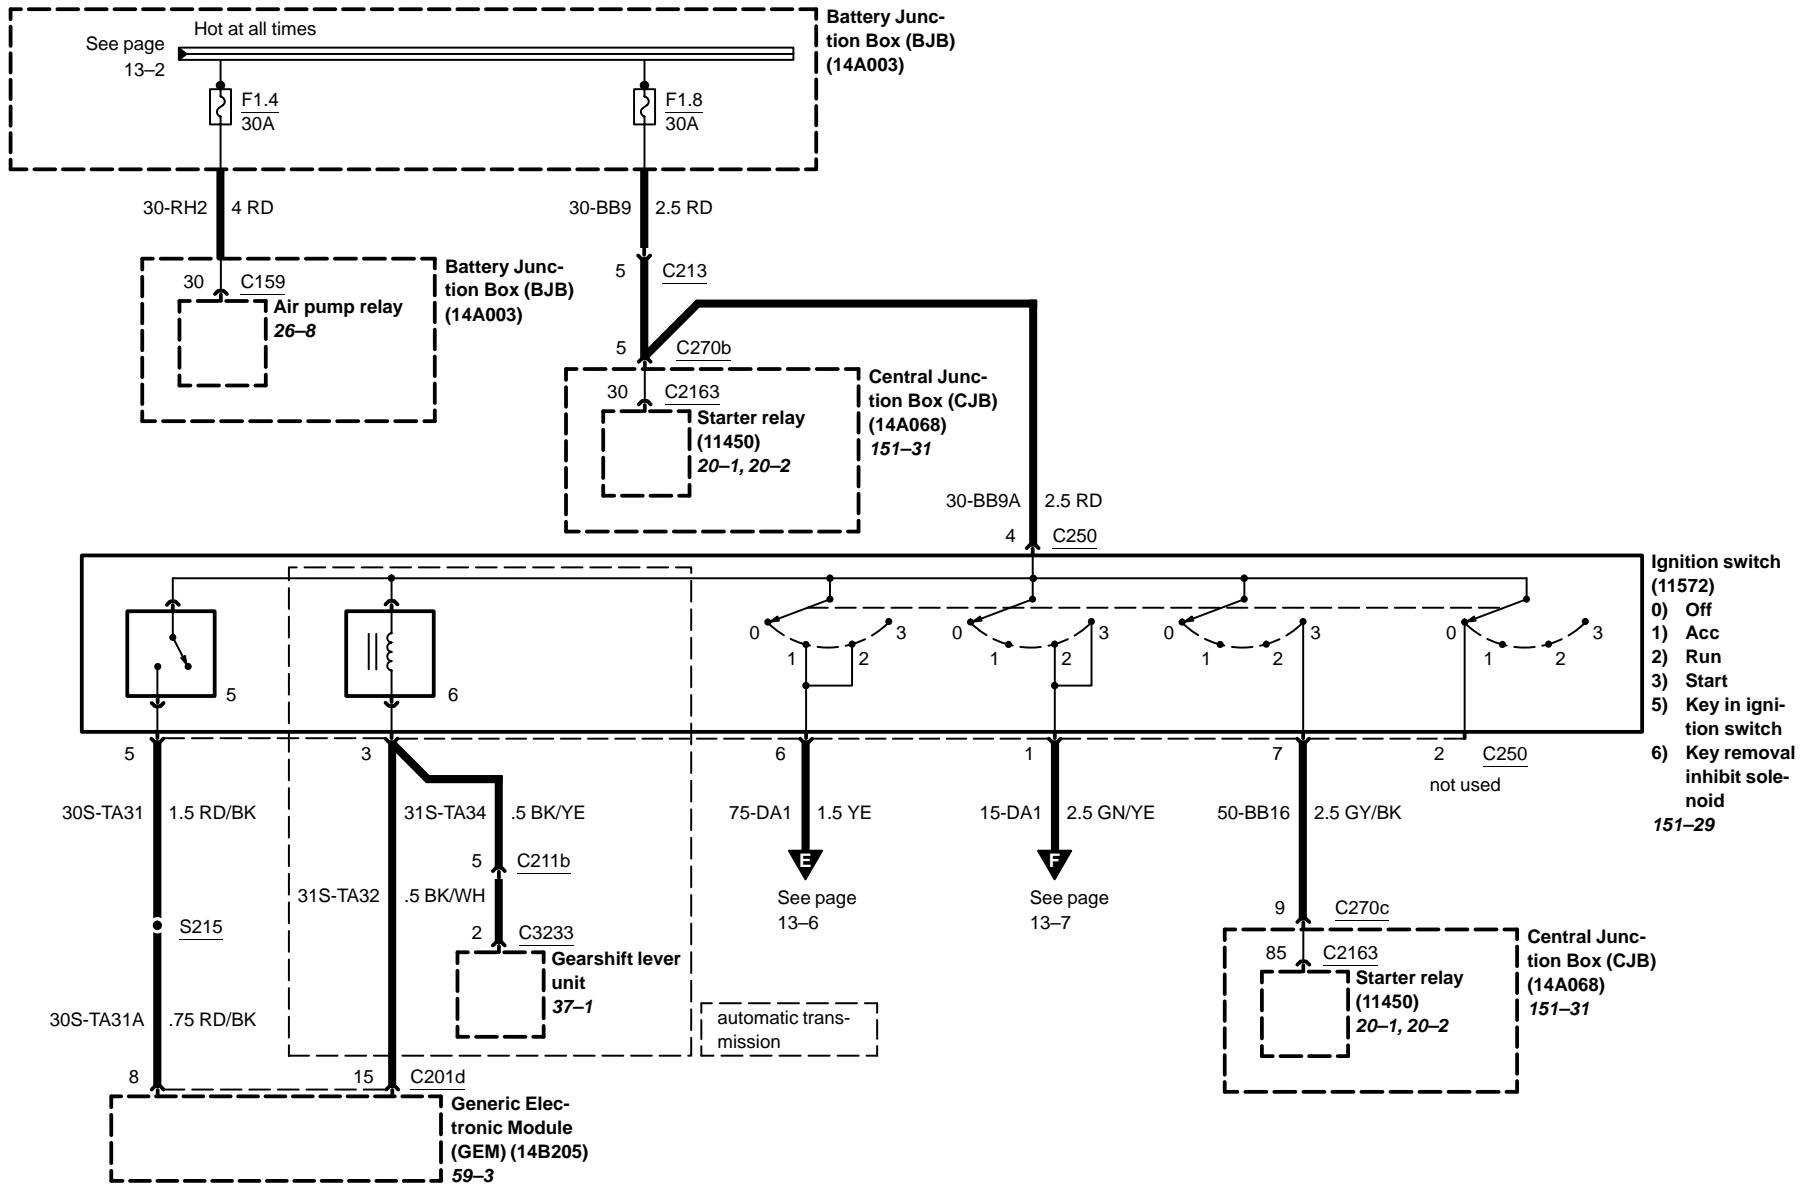 Hot at all times
See page
13–2
F1.4
30A
F1.8
30A
Battery Junc-
tion Box (BJB)
(14A003)
30-RH2 4 RD
30-BB9 2.5 RD
30 C159
Air pump relay
26–8
Battery Junc-
tion Box (BJB)
(14A003)
5 C213
5 C270b
30 C2163
Starter relay
(11450)
20–1, 20–2
Central Junc-
tion Box (CJB)
(14A068)
151–31
30-BB9A 2.5 RD
4 C250
Ignition switch
(11572)
0) Off
1) Acc
2) Run
3) Start
5) Key in igni-
tion switch
6) Key removal
inhibit sole-
noid
151–29
5
6
0 1 2 3
0 1 2 3
0 1 2 3
0 1 2 3
5 3 6 1 7 2 C250
not used
30S-TA31 1.5 RD/BK
31S-TA34 .5 BK/YE
75-DA1 1.5 YE
15-DA1 2.5 GN/YE
50-BB16 2.5 GY/BK
5 C211b
E
See page
13–6
F
See page
13–7
31S-TA32 .5 BK/WH
S215
2 C3233
Gearshift lever
unit
37–1
9 C270c
85 C2163
Starter relay
(11450)
20–1, 20–2
Central Junc-
tion Box (CJB)
(14A068)
151–31
30S-TA31A .75 RD/BK
automatic trans-
mission
8 15 C201d
Generic Elec-
tronic Module
(GEM) (14B205)
59–3